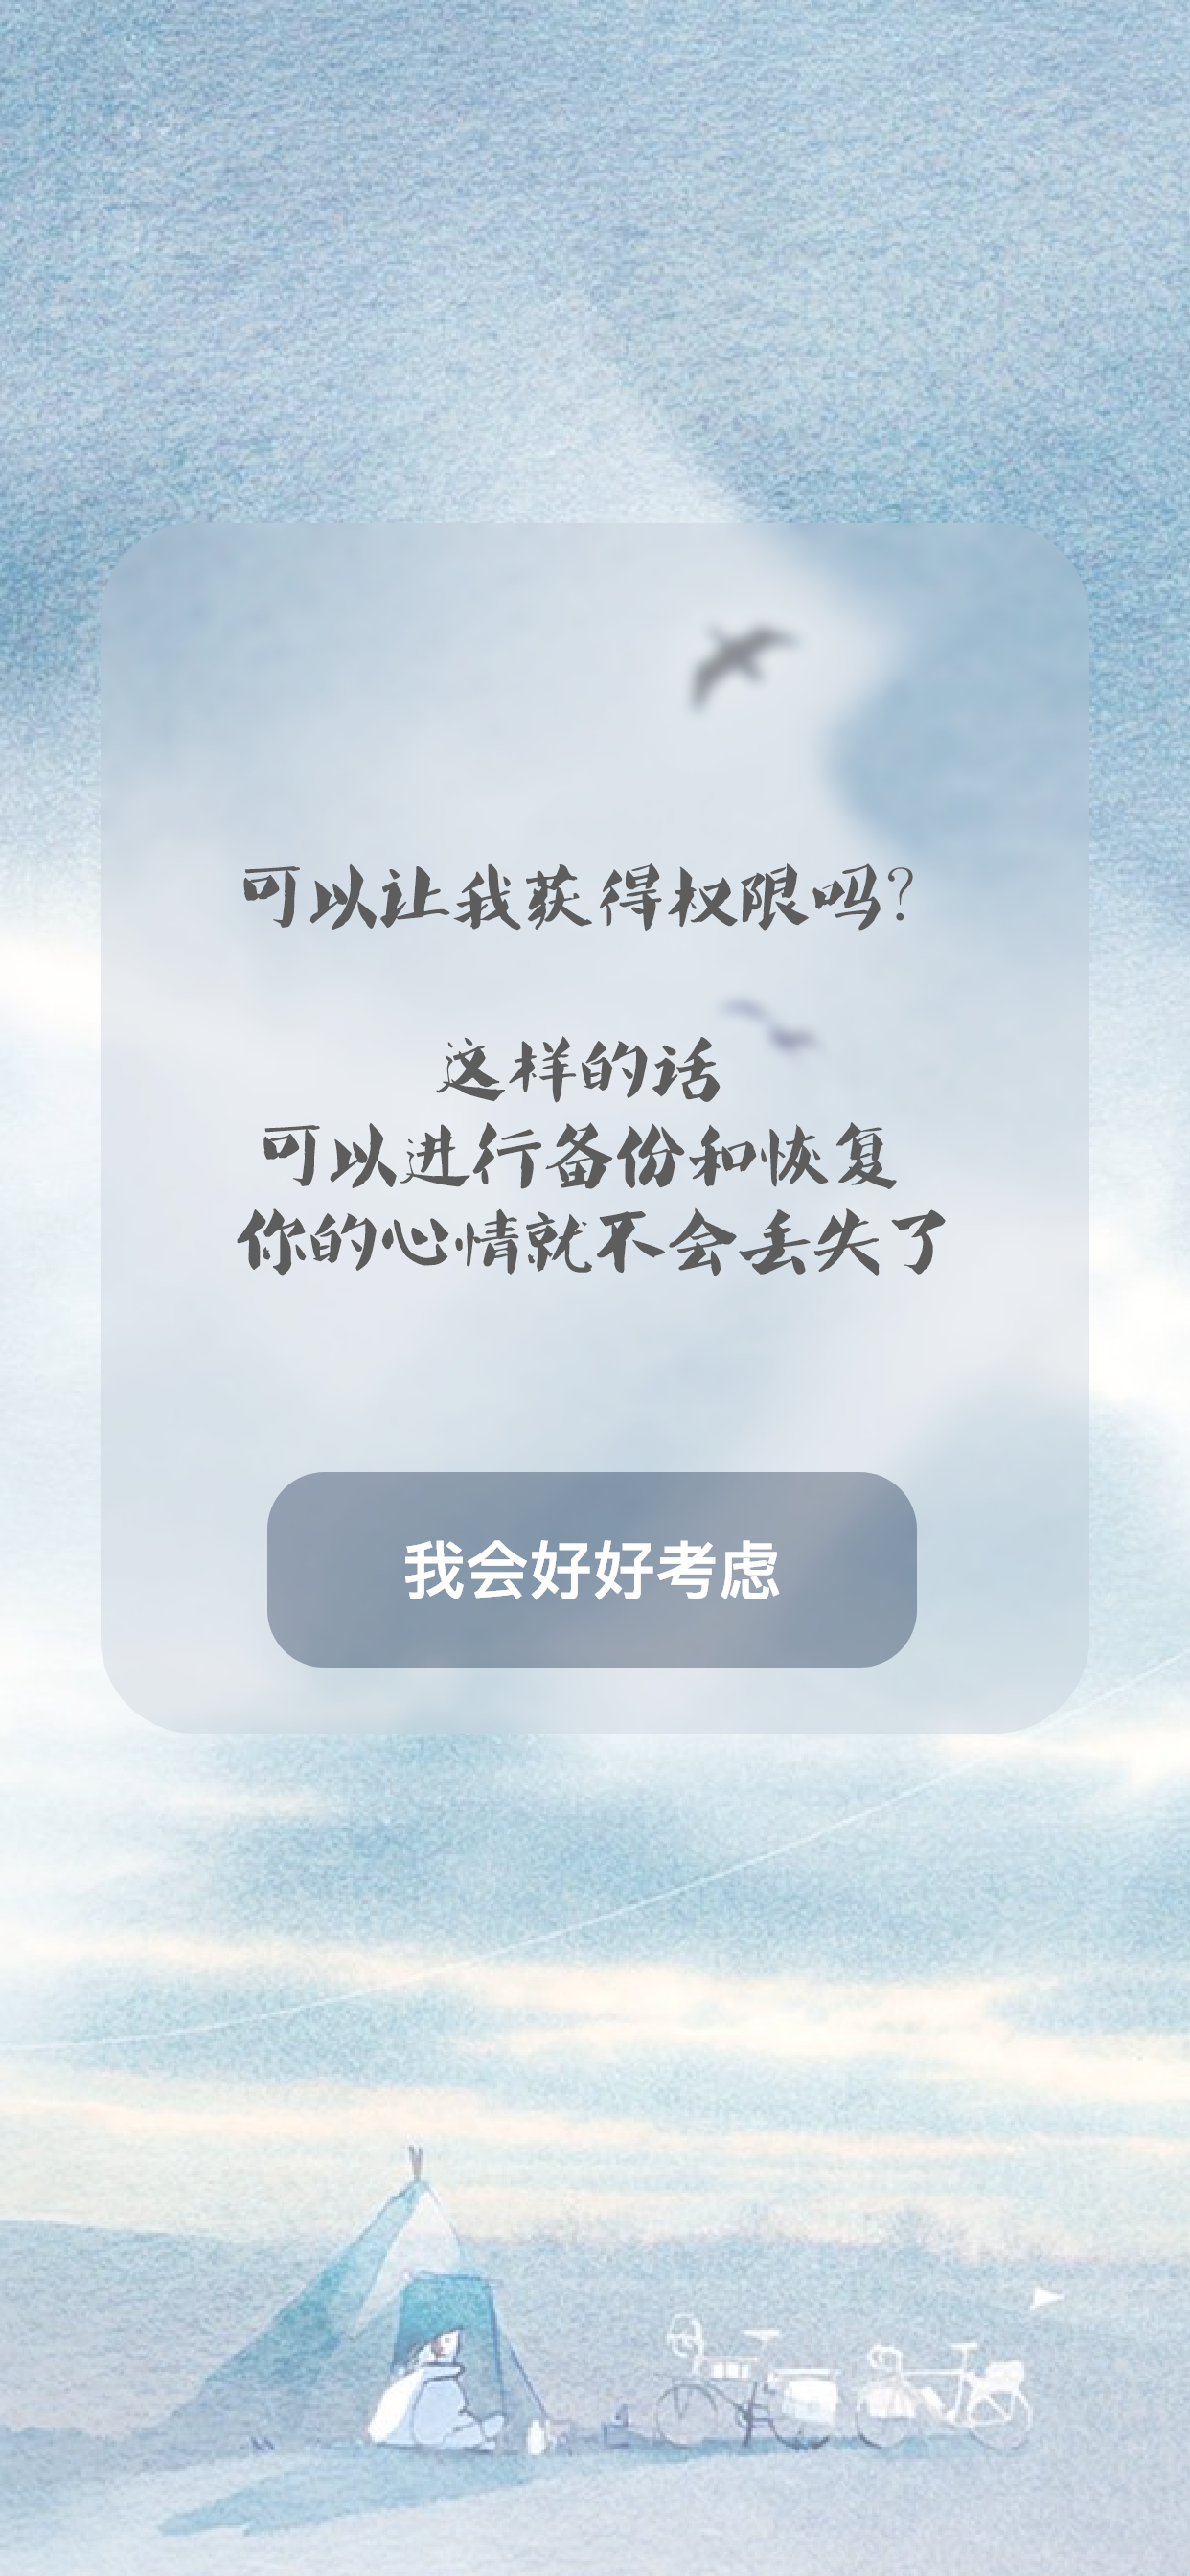 可以让我获得权限吗？
这样的话
可以进行备份和恢复
你的心情就不会丢失了
我会好好考虑